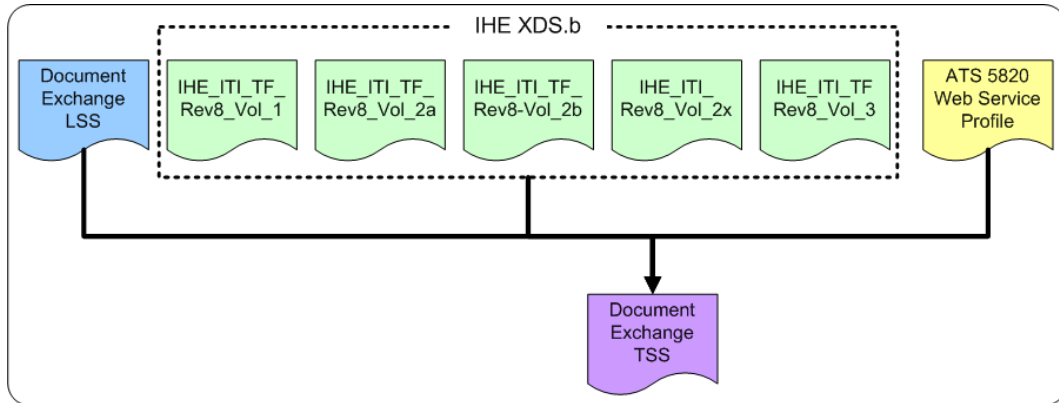 IHE XDS.b
Document
Exchange
LSS
IHE_ITI_TF_
Rev8_Vol_1
IHE_ITI_TF_
Rev8_Vol_2a
IHE_ITI_TF_
Rev8-Vol_2b
IHE_ITI_
Rev8_Vol_2x
IHE_ITI_TF
Rev8_Vol_3
ATS 5820
Web Service
Profile
Document
Exchange
TSS